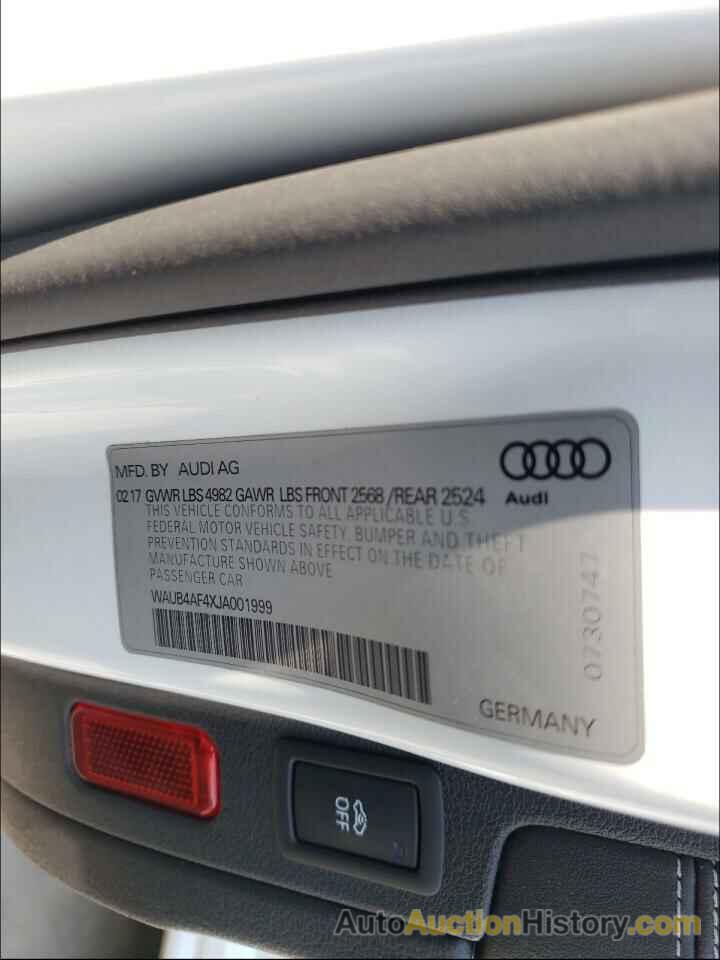 MFD. BY AUDI AG
Audi
02 17 GVWR LBS 4982 GAWR LBS FRONT 2568 /REAR 2524
THIS VEHICLE CONFORMS TO ALL APPLICABLE U.S
FEDERAL MOTOR VEHICLE SAFETY, BUMPER AND THEFT
PREVENTION STANDARDS IN EFFECT ON THE DATE OF
MANUFACTURE SHOWN ABOVE
PASSENGER CAR
WAUB4AF4XJA001999
0730747
GERMANY
OFF
AutoAuctionHistory.com